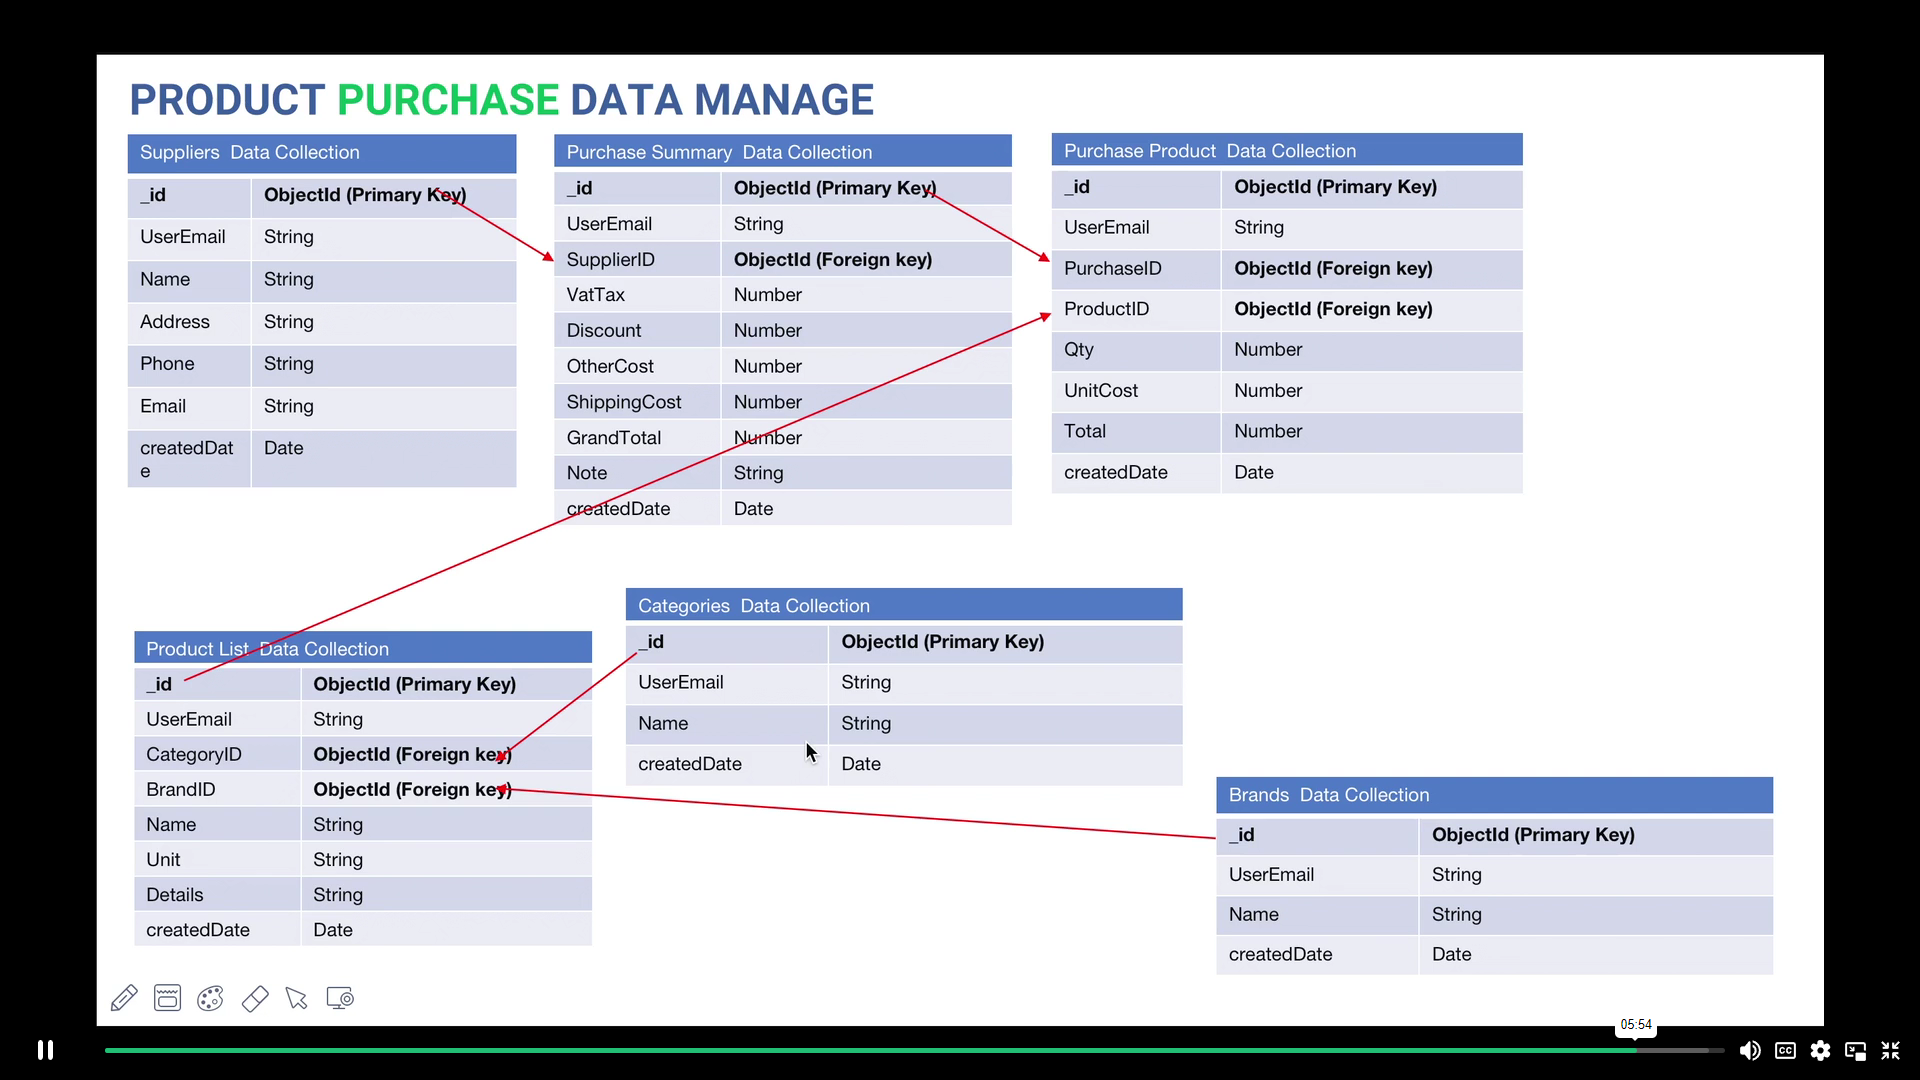 PRODUCT PURCHASE DATA MANAGE
Suppliers Data Collection
_id ObjectId (Primary Key)
UserEmail String
Name String
Address String
Phone String
Email String
createdDat Date
e
Purchase Summary Data Collection
_id ObjectId (Primary Key)
UserEmail String
SupplierID ObjectId (Foreign key)
VatTax Number
Discount Number
OtherCost Number
ShippingCost Number
GrandTotal Number
Note String
createdDate Date
Purchase Product Data Collection
_id ObjectId (Primary Key)
UserEmail String
PurchaseID ObjectId (Foreign key)
ProductID ObjectId (Foreign key)
Qty Number
UnitCost Number
Total Number
createdDate Date
Product List Data Collection
_id ObjectId (Primary Key)
UserEmail String
CategoryID ObjectId (Foreign key)
BrandID ObjectId (Foreign key)
Name String
Unit String
Details String
createdDate Date
Categories Data Collection
_id ObjectId (Primary Key)
UserEmail String
Name String
createdDate Date
Brands Data Collection
_id ObjectId (Primary Key)
UserEmail String
Name String
createdDate Date
05:54
CC